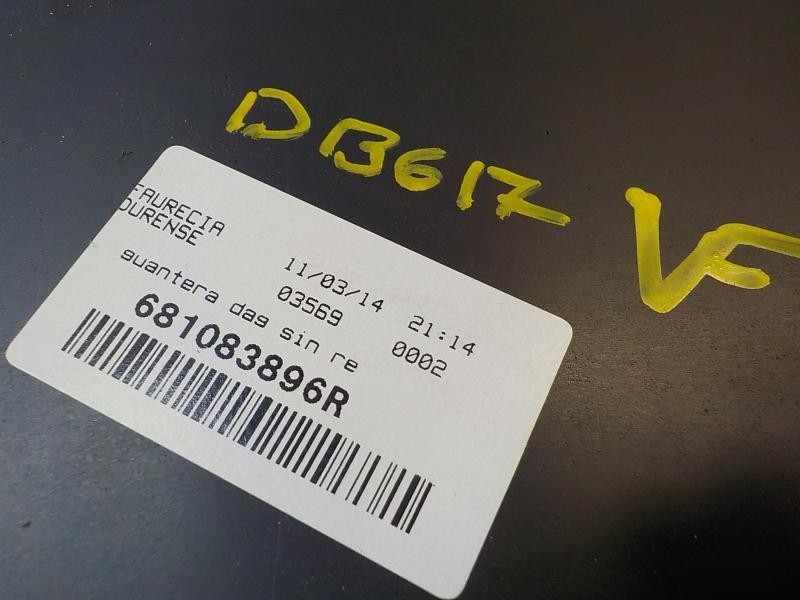 DB617 VF
FAURECIA
OURENSE
11/03/14 21:14
03569 0002
guantera dag sin re
681083896R